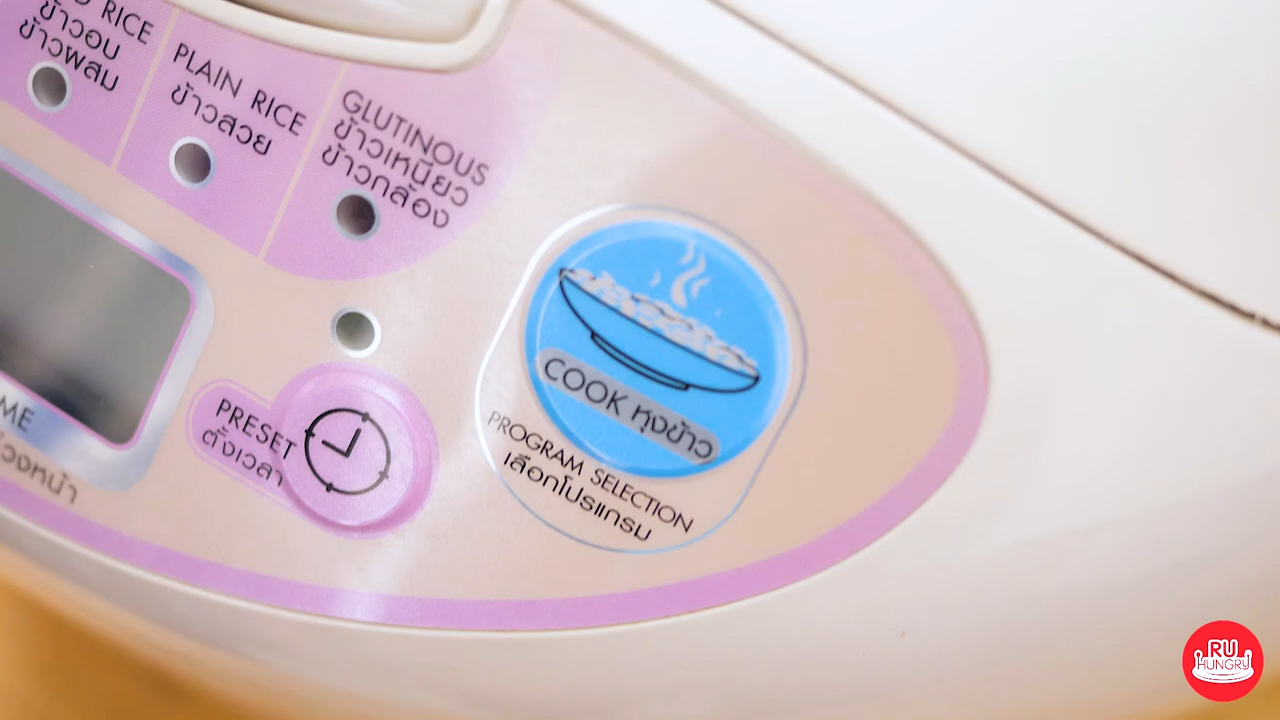 RICE
ข้าวอบ
ข้าวผสม
PLAIN RICE
ข้าวสวย
GLUTINOUS
ข้าวเหนียว
ข้าวกล้อง
PRESET
ตั้งเวลา
COOK หุงข้าว
PROGRAM SELECTION
เลือกโปรแกรม
RU
HUNGRY